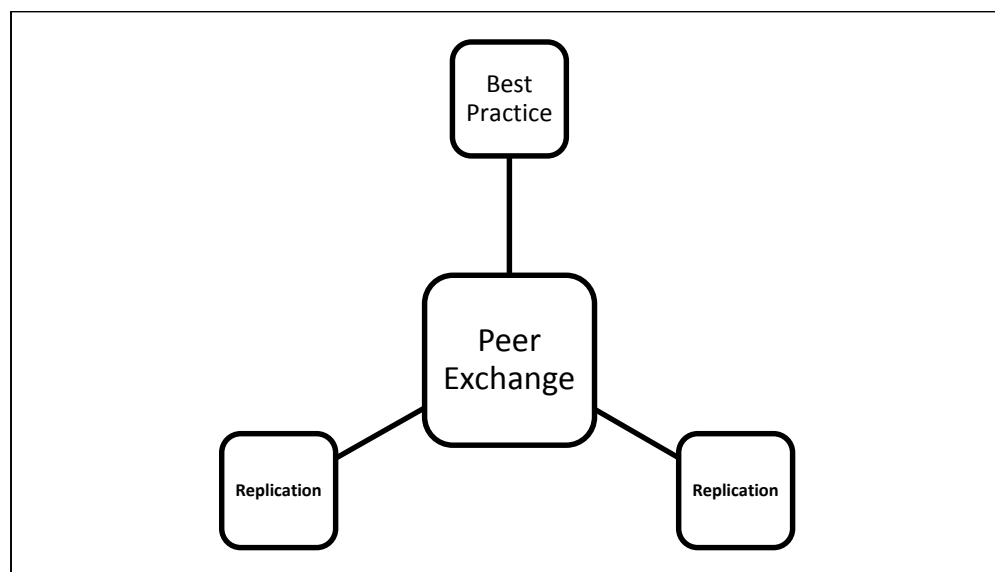 Best
Practice
Peer
Exchange
Replication
Replication